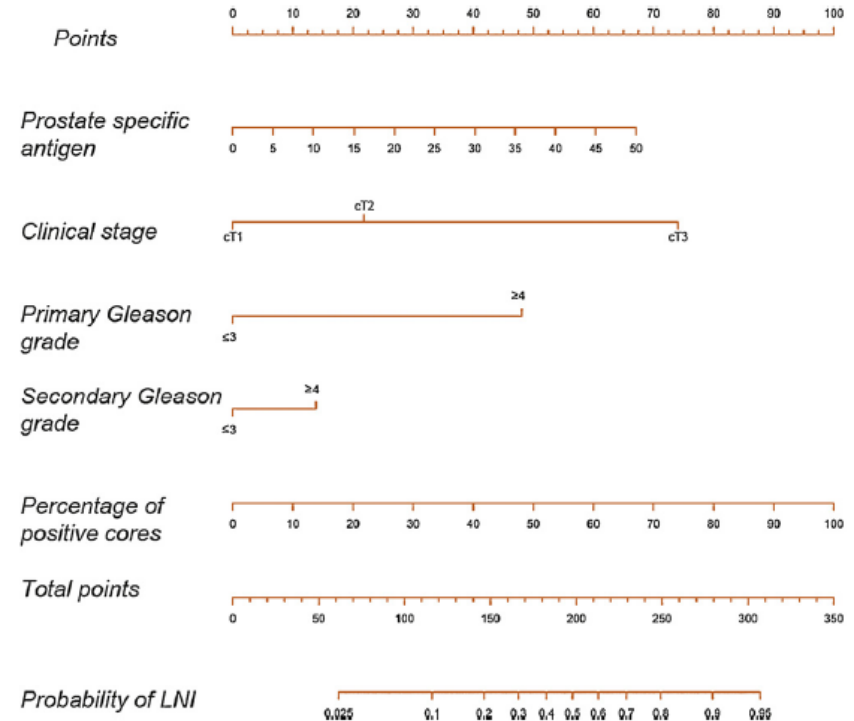 0 10 20 30 40 50 60 70 80 90 100
Points
Prostate specific
antigen
0 5 10 15 20 25 30 35 40 45 50
cT2
Clinical stage
cT1 cT3
≥4
Primary Gleason
grade
≤3
≥4
Secondary Gleason
grade
≤3
Percentage of
positive cores
0 10 20 30 40 50 60 70 80 90 100
Total points
0 50 100 150 200 250 300 350
Probability of LNI
0.025 0.1 0.2 0.3 0.4 0.5 0.6 0.7 0.8 0.9 0.95